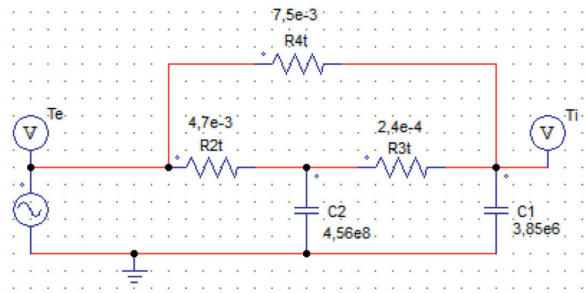 7,5e-3
R4t
Te
4,7e-3
2,4e-4
Ti
V
R2t
R3t
V
C2
C1
4,56e8
3,85e6